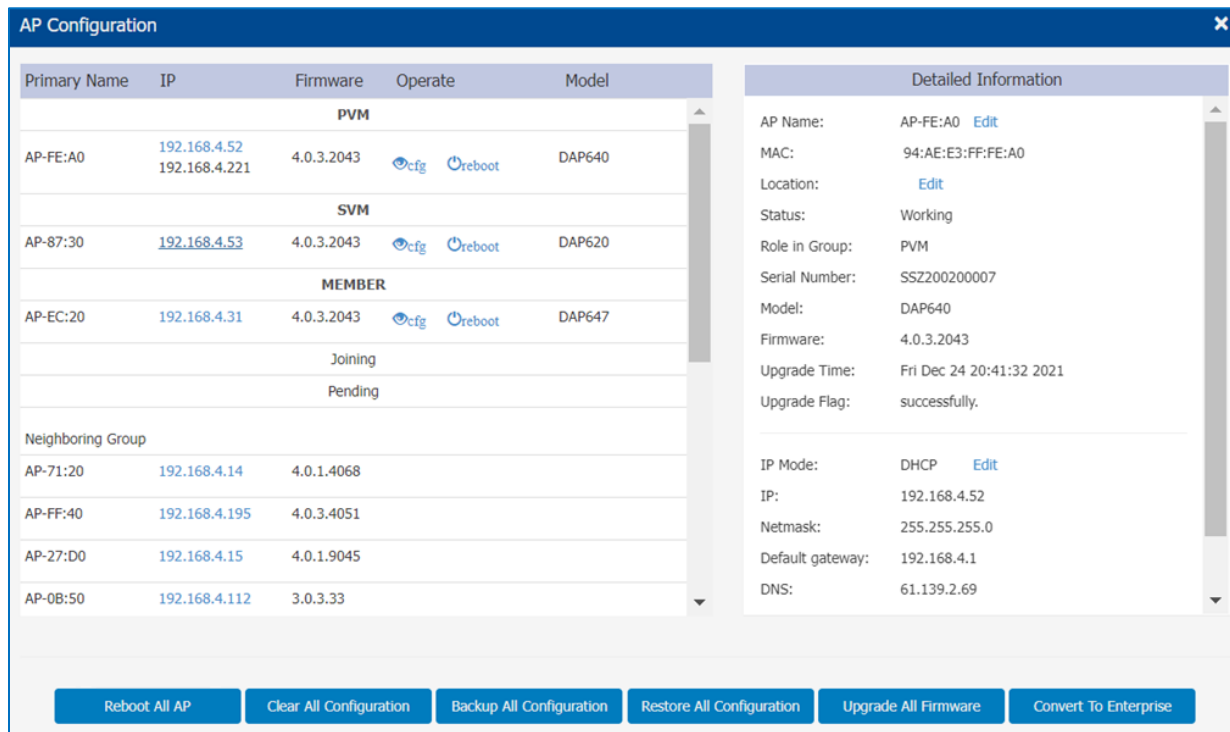 AP Configuration
Primary Name IP Firmware Operate Model
PVM
AP-FE:A0 192.168.4.52 192.168.4.221 4.0.3.2043 cfg reboot DAP640
SVM
AP-87:30 192.168.4.53 4.0.3.2043 cfg reboot DAP620
MEMBER
AP-EC:20 192.168.4.31 4.0.3.2043 cfg reboot DAP647
Joining
Pending
Neighboring Group
AP-71:20 192.168.4.14 4.0.1.4068
AP-FF:40 192.168.4.195 4.0.3.4051
AP-27:D0 192.168.4.15 4.0.1.9045
AP-0B:50 192.168.4.112 3.0.3.33
Detailed Information
AP Name: AP-FE:A0 Edit
MAC: 94:AE:E3:FF:FE:A0
Location: Edit
Status: Working
Role in Group: PVM
Serial Number: SSZ200200007
Model: DAP640
Firmware: 4.0.3.2043
Upgrade Time: Fri Dec 24 20:41:32 2021
Upgrade Flag: successfully.
IP Mode: DHCP Edit
IP: 192.168.4.52
Netmask: 255.255.255.0
Default gateway: 192.168.4.1
DNS: 61.139.2.69
Reboot All AP Clear All Configuration Backup All Configuration Restore All Configuration Upgrade All Firmware Convert To Enterprise